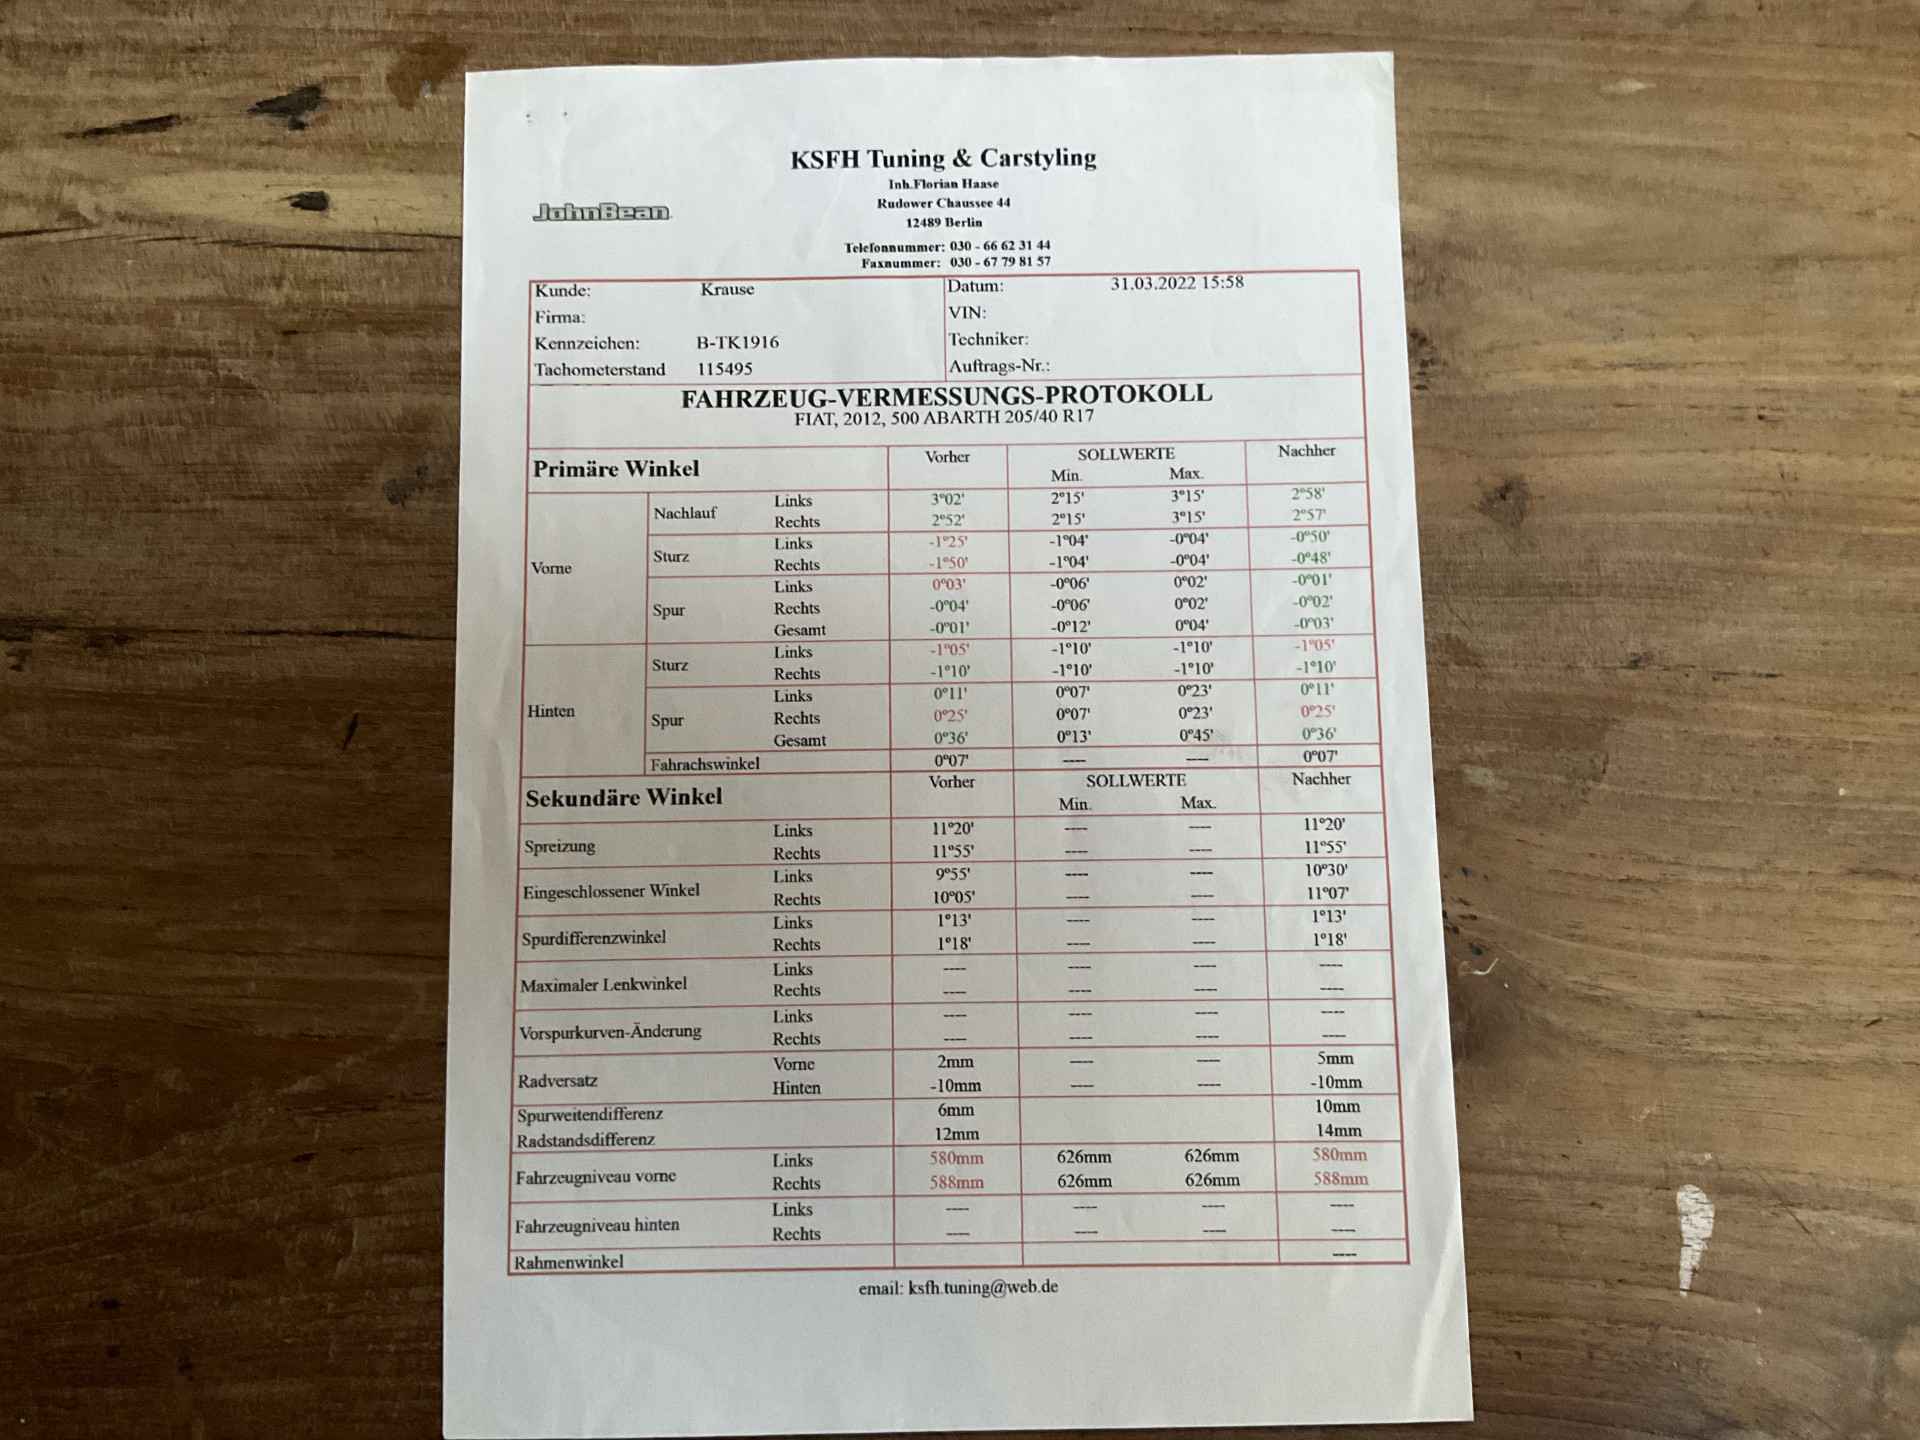 KSFH Tuning & Carstyling
Inh.Florian Haase
JohnBean
Rudower Chaussee 44
12489 Berlin
Telefonnummer: 030 - 66 62 31 44
Faxnummer: 030 - 67 79 81 57
Kunde: Krause Datum: 31.03.2022 15:58
Firma: VIN:
Kennzeichen: B-TK1916 Techniker:
Tachometerstand 115495 Auftrags-Nr.:
FAHRZEUG-VERMESSUNGS-PROTOKOLL
FIAT, 2012, 500 ABARTH 205/40 R17
Primäre Winkel Vorher SOLLWERTE Nachher
Min. Max.
Vorne Nachlauf Links 3°02' 2°15' 3°15' 2°58'
Rechts 2°52' 2°15' 3°15' 2°57'
Sturz Links -1°25' -1°04' -0°04' -0°50'
Rechts -1°50' -1°04' -0°04' -0°48'
Spur Links 0°03' -0°06' 0°02' -0°01'
Rechts -0°04' -0°06' 0°02' -0°02'
Gesamt -0°01' -0°12' 0°04' -0°03'
Hinten Sturz Links -1°05' -1°10' -1°10' -1°05'
Rechts -1°10' -1°10' -1°10' -1°10'
Spur Links 0°11' 0°07' 0°23' 0°11'
Rechts 0°25' 0°07' 0°23' 0°25'
Gesamt 0°36' 0°13' 0°45' 0°36'
Fahrachswinkel 0°07' ---- ---- 0°07'
Sekundäre Winkel Vorher SOLLWERTE Nachher
Min. Max.
Spreizung Links 11°20' ---- ---- 11°20'
Rechts 11°55' ---- ---- 11°55'
Eingeschlossener Winkel Links 9°55' ---- ---- 10°30'
Rechts 10°05' ---- ---- 11°07'
Spurdifferenzwinkel Links 1°13' ---- ---- 1°13'
Rechts 1°18' ---- ---- 1°18'
Maximaler Lenkwinkel Links ---- ---- ---- ----
Rechts ---- ---- ---- ----
Vorspurkurven-Änderung Links ---- ---- ---- ----
Rechts ---- ---- ---- ----
Radversatz Vorne 2mm ---- ---- 5mm
Hinten -10mm ---- ---- -10mm
Spurweitendifferenz 6mm 10mm
Radstandsdifferenz 12mm 14mm
Fahrzeugniveau vorne Links 580mm 626mm 626mm 580mm
Rechts 588mm 626mm 626mm 588mm
Fahrzeugniveau hinten Links ---- ---- ---- ----
Rechts ---- ---- ---- ----
Rahmenwinkel ----
email: ksfh.tuning@web.de